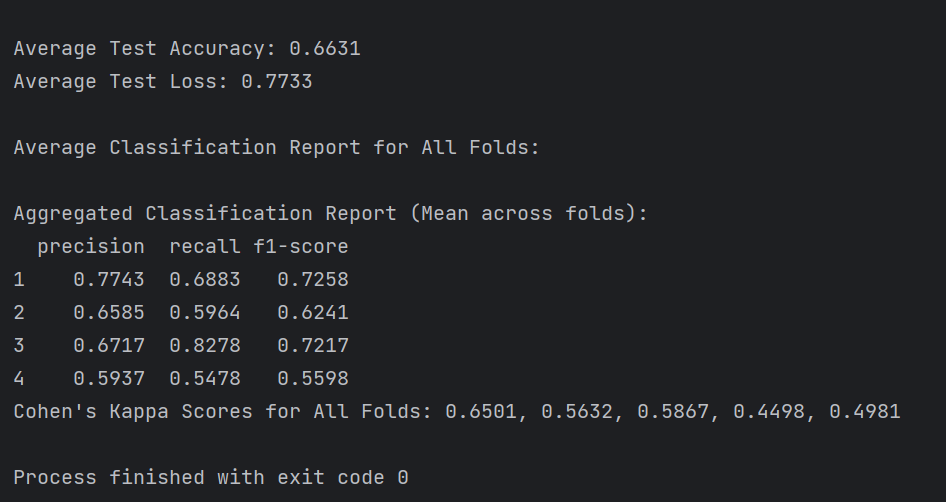 Average Test Accuracy: 0.6631
Average Test Loss: 0.7733
Average Classification Report for All Folds:
Aggregated Classification Report (Mean across folds):
precision recall f1-score
1 0.7743 0.6883 0.7258
2 0.6585 0.5964 0.6241
3 0.6717 0.8278 0.7217
4 0.5937 0.5478 0.5598
Cohen's Kappa Scores for All Folds: 0.6501, 0.5632, 0.5867, 0.4498, 0.4981
Process finished with exit code 0